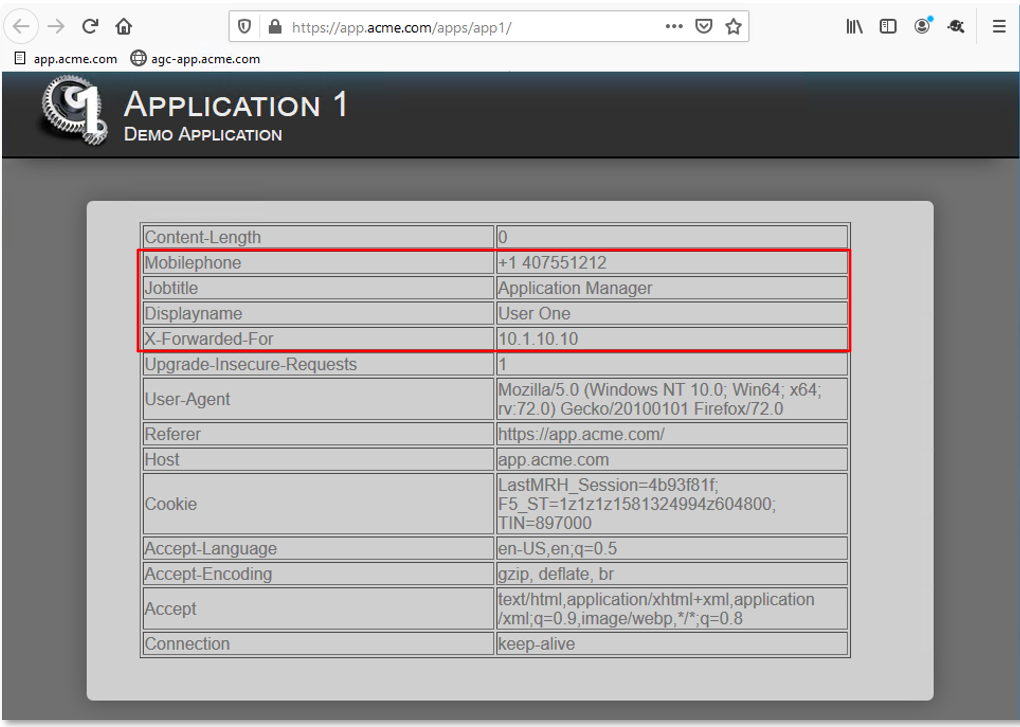 https://app.acme.com/apps/app1/
app.acme.com agc-app.acme.com
1
APPLICATION 1
DEMO APPLICATION
Content-Length 0
Mobilephone +1 407551212
Jobtitle Application Manager
Displayname User One
X-Forwarded-For 10.1.10.10
Upgrade-Insecure-Requests 1
User-Agent Mozilla/5.0 (Windows NT 10.0; Win64; x64;
rv:72.0) Gecko/20100101 Firefox/72.0
Referer https://app.acme.com/
Host app.acme.com
Cookie LastMRH_Session=4b93f81f;
F5_ST=1z1z1z1581324994z604800;
TIN=897000
Accept-Language en-US,en;q=0.5
Accept-Encoding gzip, deflate, br
Accept text/html,application/xhtml+xml,application
/xml;q=0.9,image/webp,*/*;q=0.8
Connection keep-alive